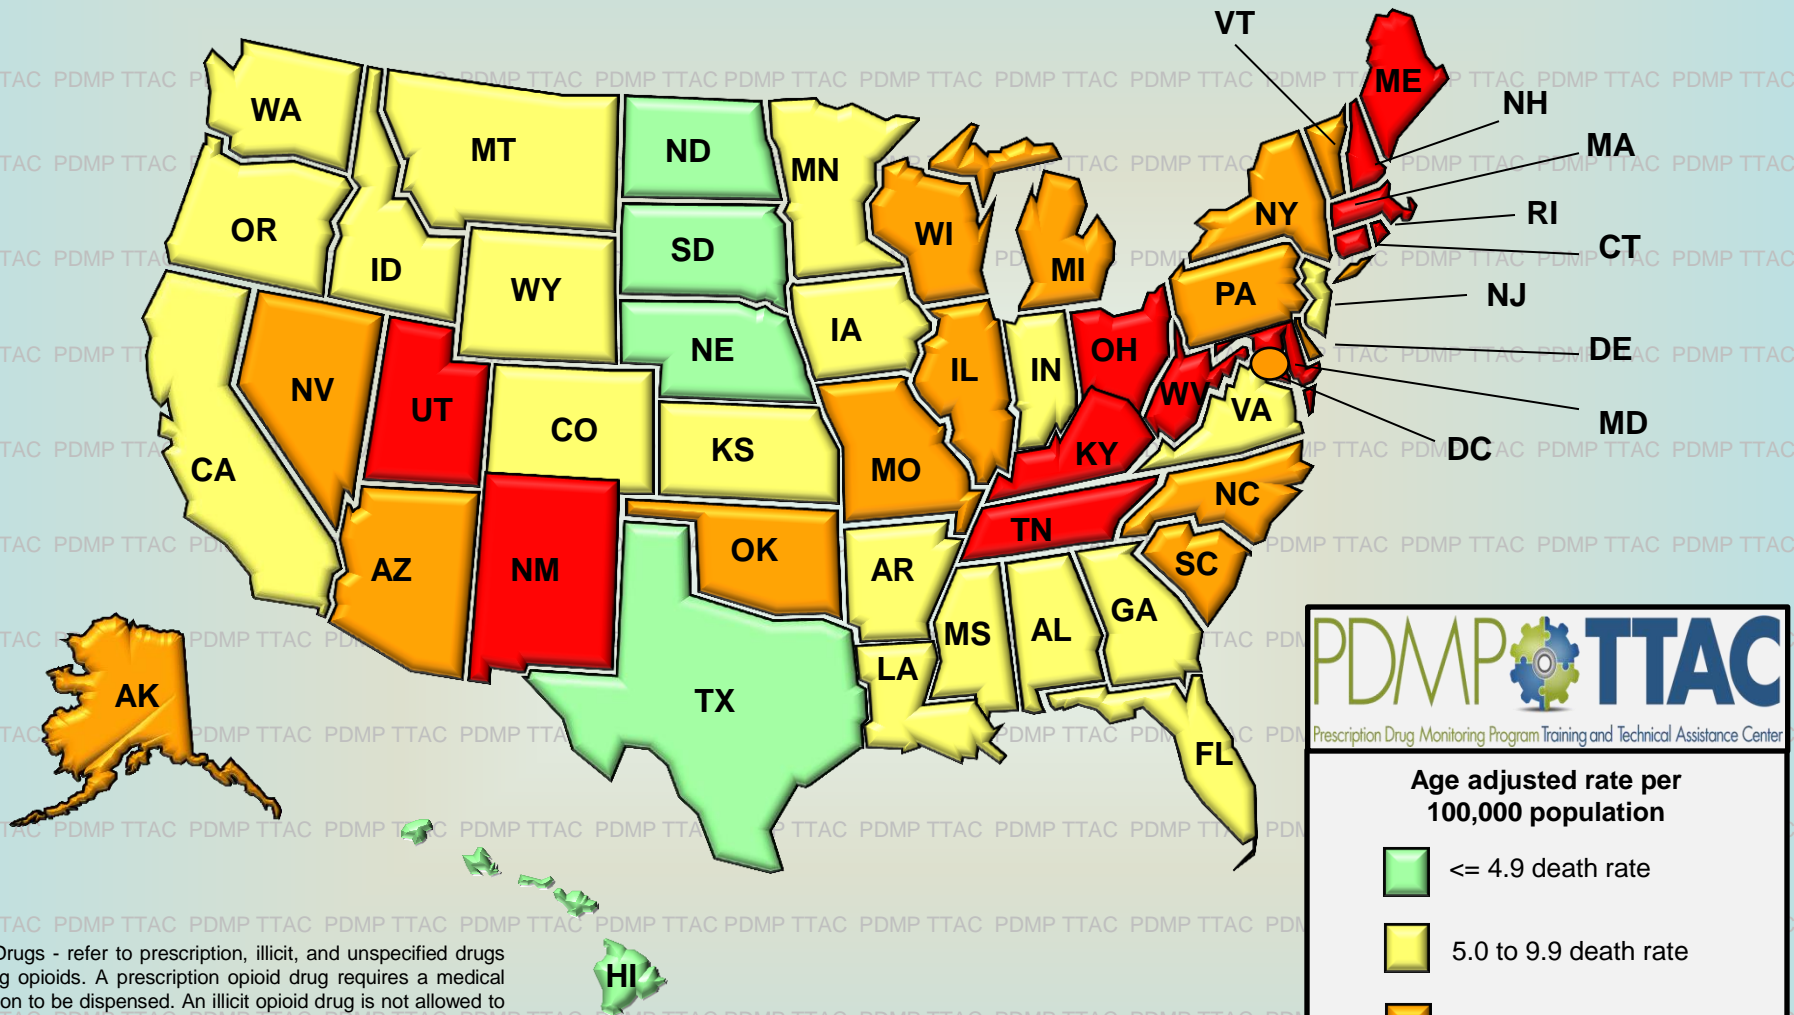 VT
ME
NH
MA
RI
CT
NJ
DE
MD
DC
WA
MT
ND
MN
OR
ID
WY
SD
WI
MI
NY
PA
IA
NE
NV
UT
CO
KS
IL
IN
OH
WV
VA
CA
MO
KY
NC
TN
AZ
NM
OK
AR
SC
MS
AL
GA
LA
TX
FL
AK
HI
PDMP TTAC
Prescription Drug Monitoring Program Training and Technical Assistance Center
Age adjusted rate per
100,000 population
<= 4.9 death rate
5.0 to 9.9 death rate
Drugs - refer to prescription, illicit, and unspecified drugs
g opioids. A prescription opioid drug requires a medical
on to be dispensed. An illicit opioid drug is not allowed to